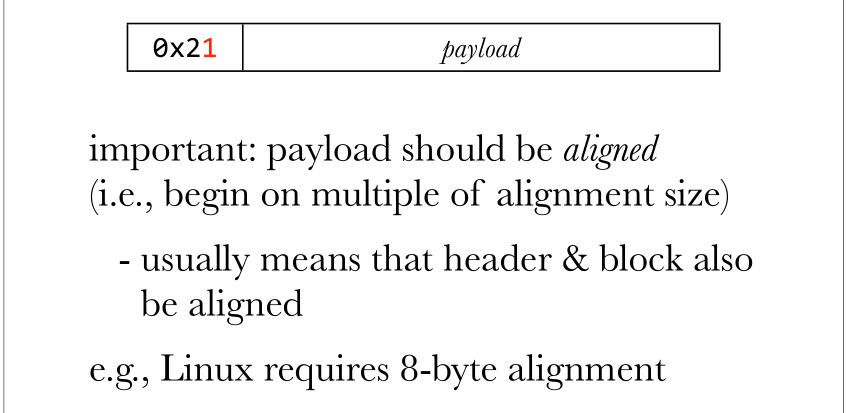 0x21 payload
important: payload should be aligned
(i.e., begin on multiple of alignment size)
- usually means that header & block also
be aligned
e.g., Linux requires 8-byte alignment